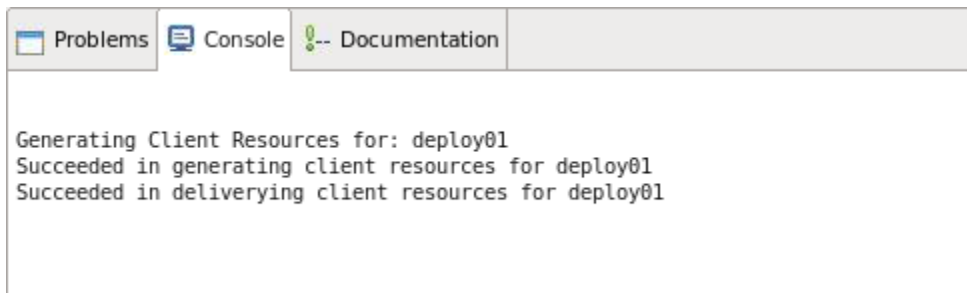 Problems Console Documentation
Generating Client Resources for: deploy01
Succeeded in generating client resources for deploy01
Succeeded in deliverying client resources for deploy01